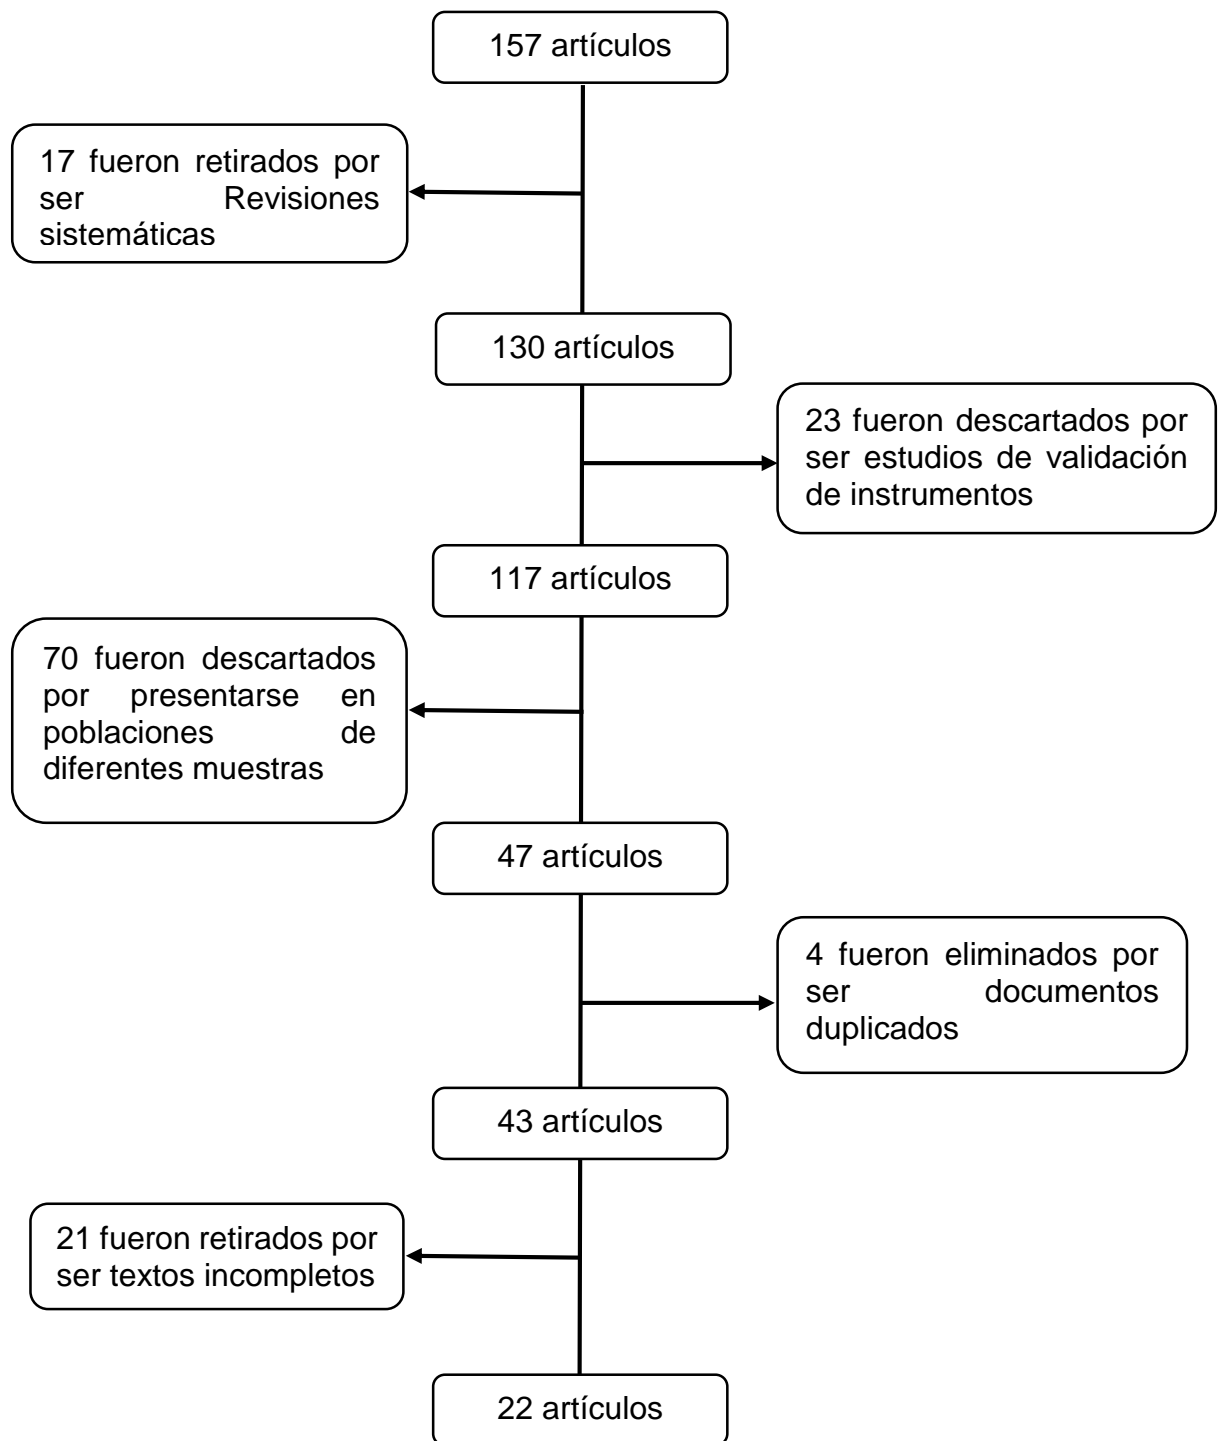 157 artículos
17 fueron retirados por
ser Revisiones
sistemáticas
130 artículos
23 fueron descartados por
ser estudios de validación
de instrumentos
117 artículos
70 fueron descartados
por presentarse en
poblaciones de
diferentes muestras
47 artículos
4 fueron eliminados por
ser documentos
duplicados
43 artículos
21 fueron retirados por
ser textos incompletos
22 artículos